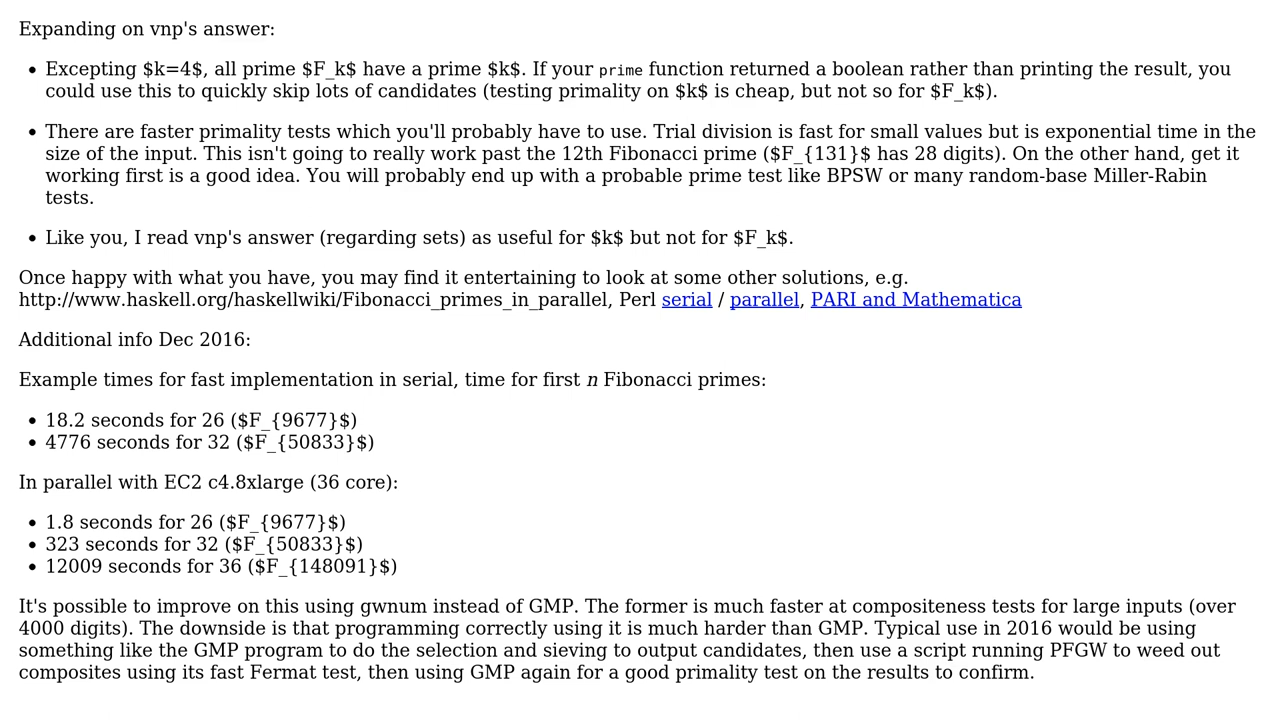 Expanding on vnp's answer:
• Excepting $k=4$, all prime $F_k$ have a prime $k$. If your prime function returned a boolean rather than printing the result, you
could use this to quickly skip lots of candidates (testing primality on $k$ is cheap, but not so for $F_k$).
• There are faster primality tests which you'll probably have to use. Trial division is fast for small values but is exponential time in the
size of the input. This isn't going to really work past the 12th Fibonacci prime ($F_{131}$ has 28 digits). On the other hand, get it
working first is a good idea. You will probably end up with a probable prime test like BPSW or many random-base Miller-Rabin
tests.
• Like you, I read vnp's answer (regarding sets) as useful for $k$ but not for $F_k$.
Once happy with what you have, you may find it entertaining to look at some other solutions, e.g.
http://www.haskell.org/haskellwiki/Fibonacci_primes_in_parallel, Perl serial / parallel, PARI and Mathematica
Additional info Dec 2016:
Example times for fast implementation in serial, time for first n Fibonacci primes:
• 18.2 seconds for 26 ($F_{9677}$)
• 4776 seconds for 32 ($F_{50833}$)
In parallel with EC2 c4.8xlarge (36 core):
• 1.8 seconds for 26 ($F_{9677}$)
• 323 seconds for 32 ($F_{50833}$)
• 12009 seconds for 36 ($F_{148091}$)
It's possible to improve on this using gwnum instead of GMP. The former is much faster at compositeness tests for large inputs (over
4000 digits). The downside is that programming correctly using it is much harder than GMP. Typical use in 2016 would be using
something like the GMP program to do the selection and sieving to output candidates, then use a script running PFGW to weed out
composites using its fast Fermat test, then using GMP again for a good primality test on the results to confirm.